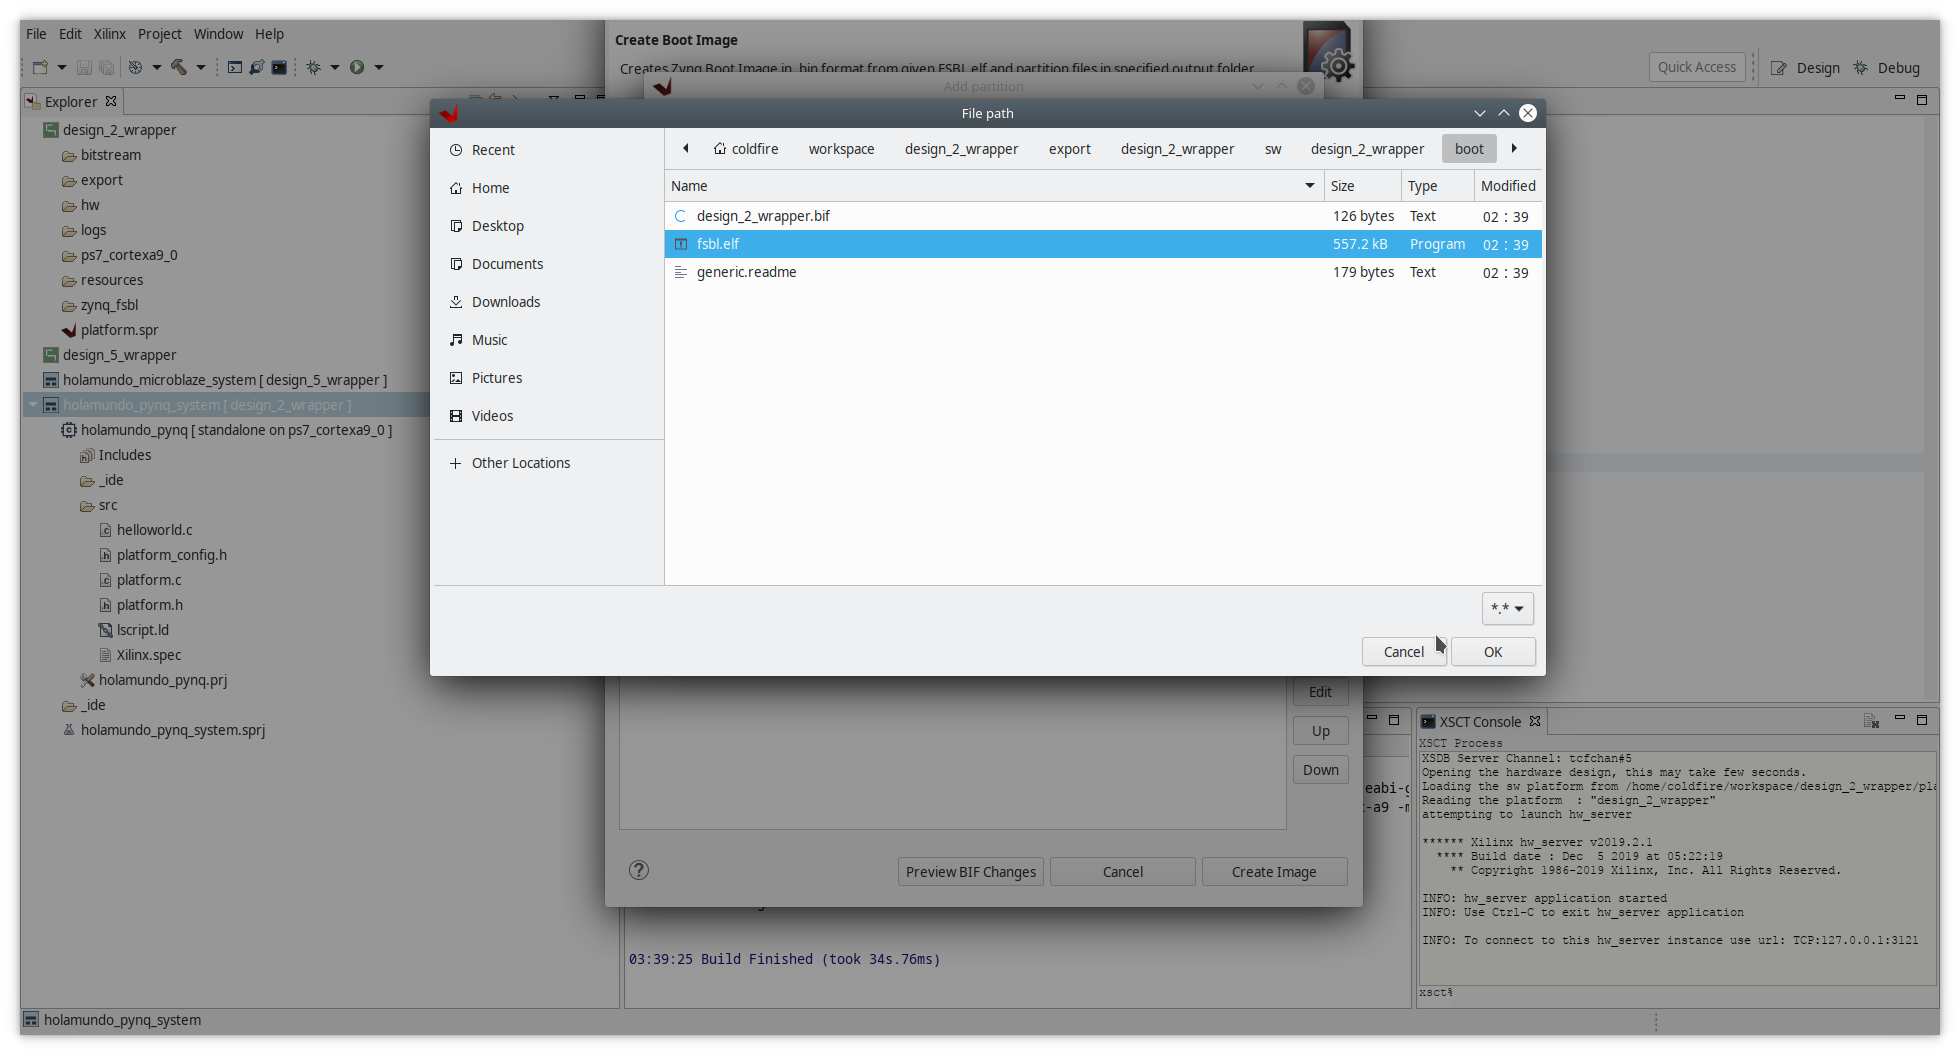 File Edit Xilinx Project Window Help
Create Boot Image
Creates Zynq Boot Image in .bin format from given FSBL elf and partition files in specified output folder.
Quick Access
Design
Debug
Explorer
Add partition
File path
design_2_wrapper
bitstream
export
hw
logs
ps7_cortexa9_0
resources
zynq_fsbl
platform.spr
design_5_wrapper
holamundo_microblaze_system [ design_5_wrapper ]
holamundo_pynq_system [ design_2_wrapper ]
holamundo_pynq [ standalone on ps7_cortexa9_0 ]
Includes
_ide
src
helloworld.c
platform_config.h
platform.c
platform.h
lscript.ld
Xilinx.spec
holamundo_pynq.prj
_ide
holamundo_pynq_system.sprj
Recent
Home
Desktop
Documents
Downloads
Music
Pictures
Videos
Other Locations
coldfire workspace design_2_wrapper export design_2_wrapper sw design_2_wrapper boot
Name Size Type Modified
design_2_wrapper.bif 126 bytes Text 02 : 39
fsbl.elf 557.2 kB Program 02 : 39
generic.readme 179 bytes Text 02 : 39
*.*
Cancel OK
Edit
Up
Down
Preview BIF Changes Cancel Create Image
eabi-g
-a9 -m
03:39:25 Build Finished (took 34s.76ms)
XSCT Console
XSCT Process
XSDB Server Channel: tcfchan#5
Opening the hardware design, this may take few seconds.
Loading the sw platform from /home/coldfire/workspace/design_2_wrapper/pla
Reading the platform : "design_2_wrapper"
attempting to launch hw_server
****** Xilinx hw_server v2019.2.1
**** Build date : Dec 5 2019 at 05:22:19
** Copyright 1986-2019 Xilinx, Inc. All Rights Reserved.
INFO: hw_server application started
INFO: Use Ctrl-C to exit hw_server application
INFO: To connect to this hw_server instance use url: TCP:127.0.0.1:3121
xsct%
holamundo_pynq_system